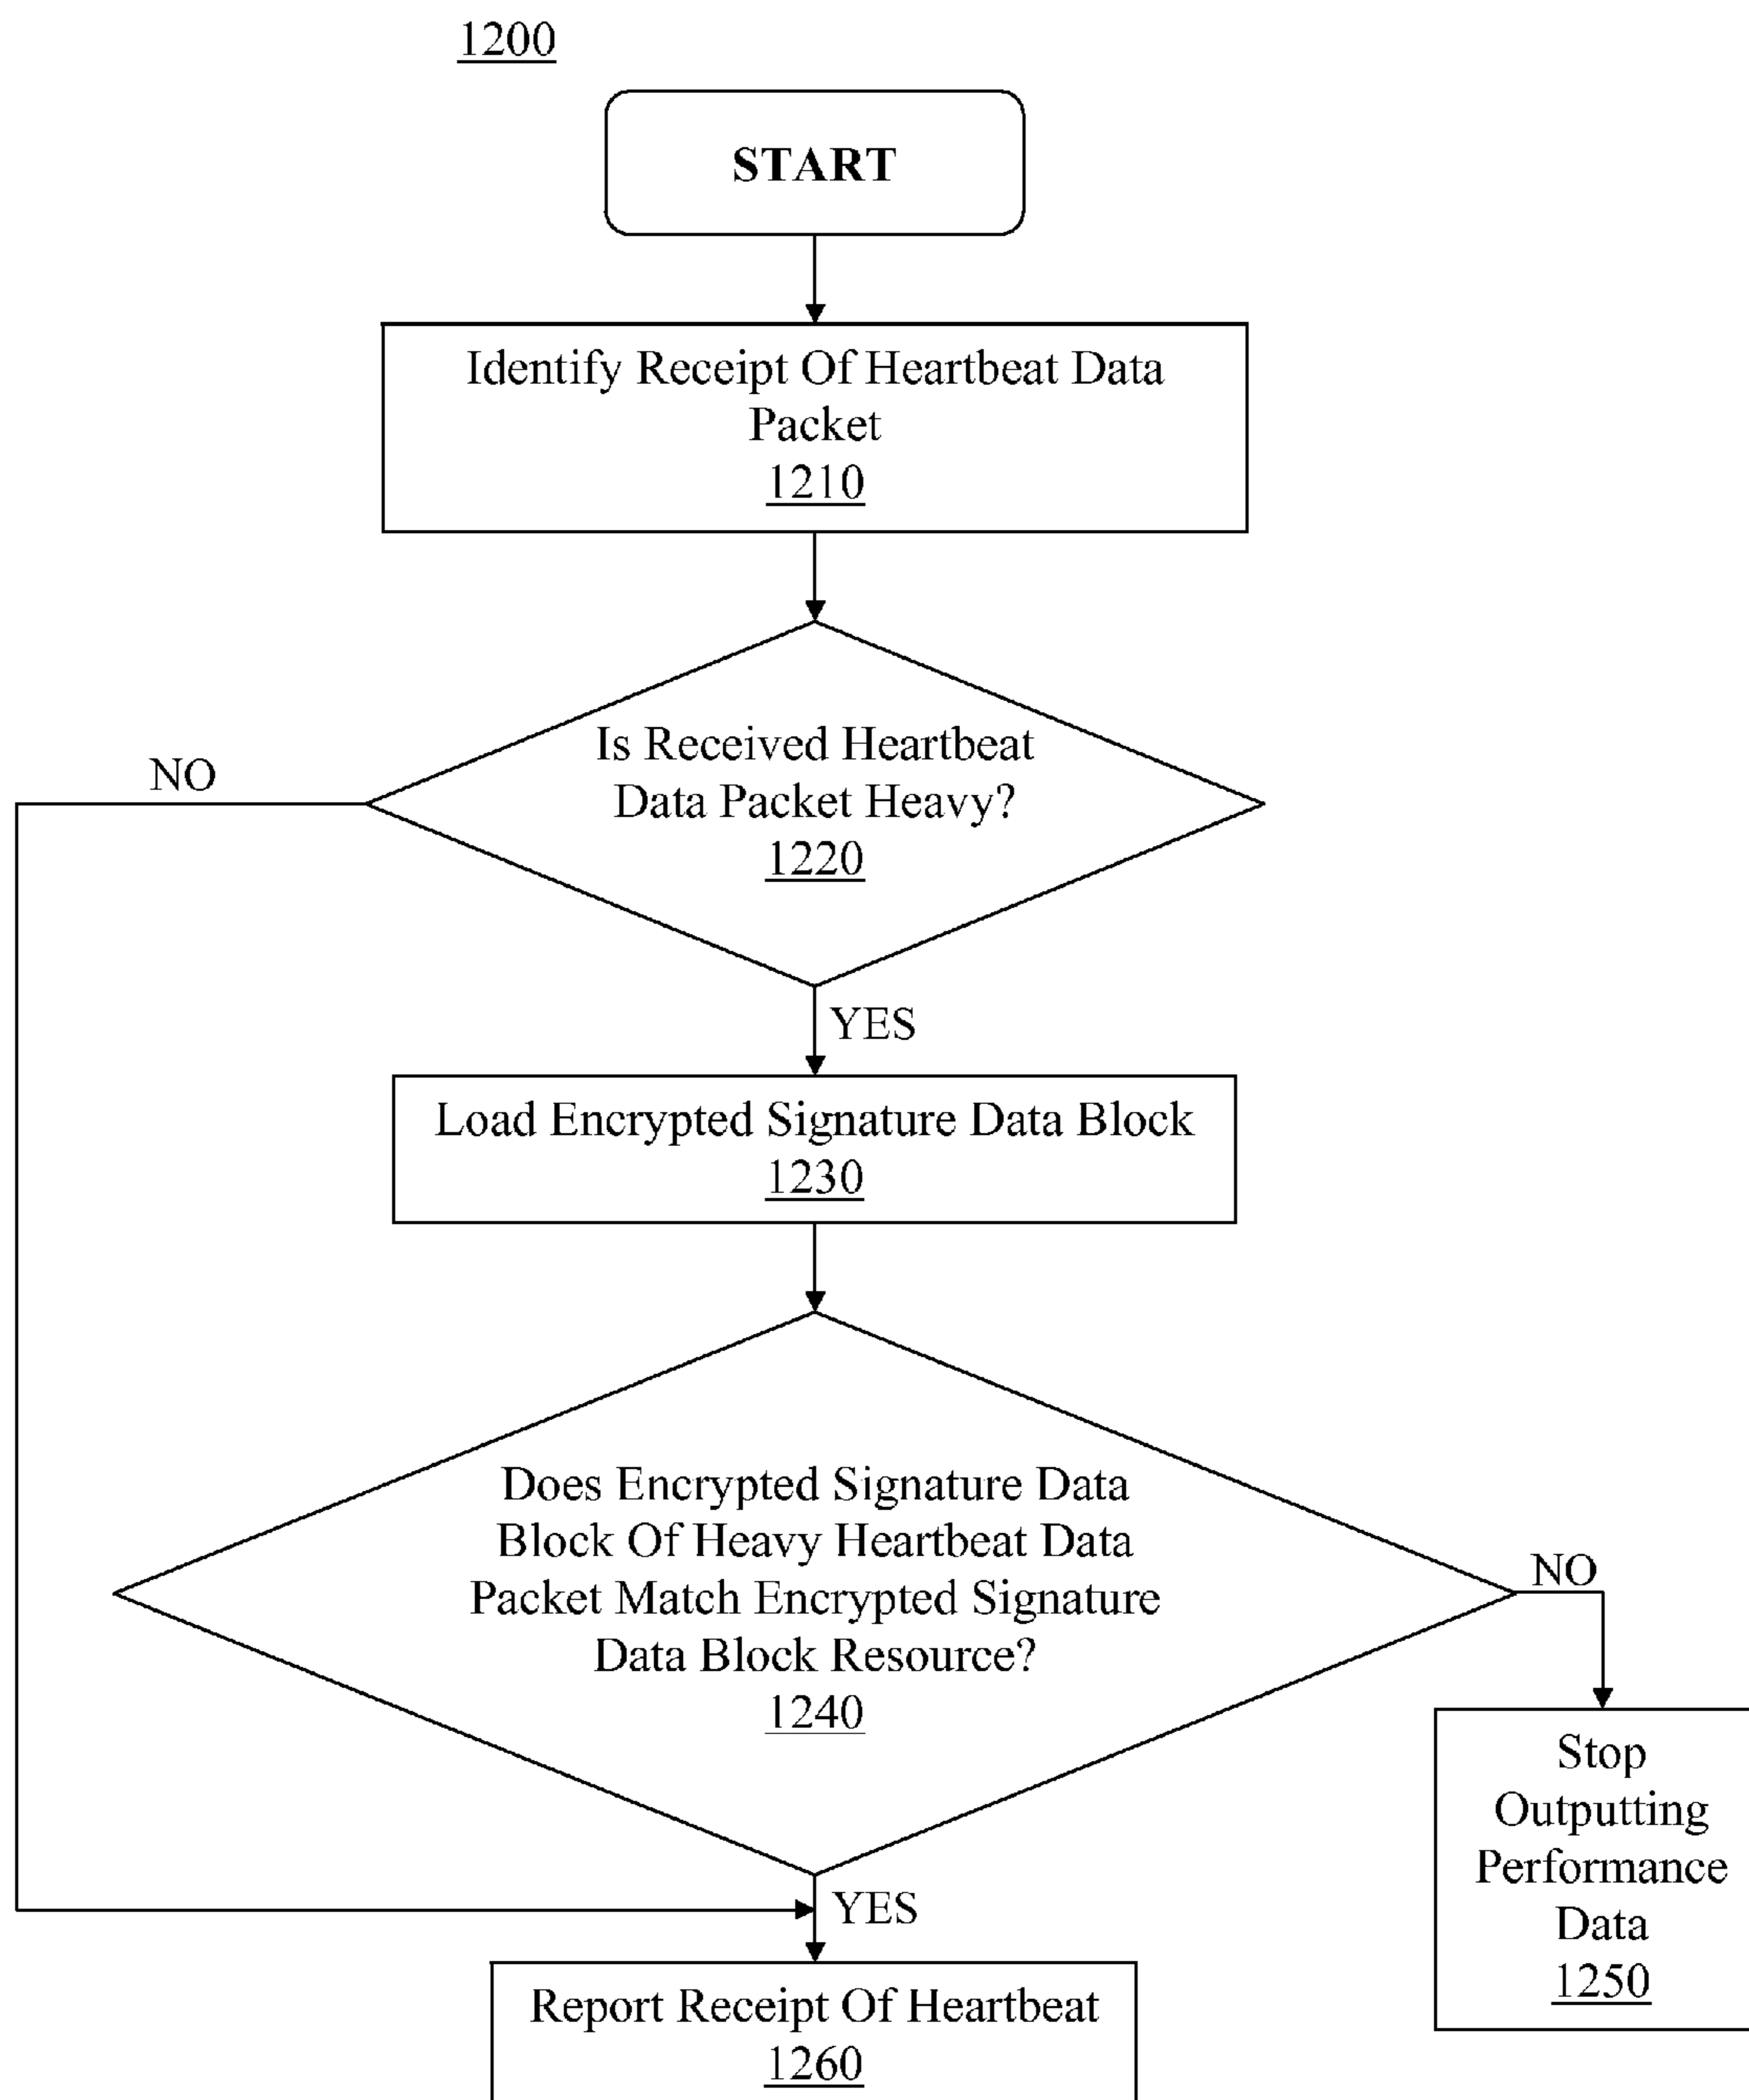 1200
START
Identify Receipt Of Heartbeat Data
Packet
1210
Is Received Heartbeat
Data Packet Heavy?
1220
NO
YES
Load Encrypted Signature Data Block
1230
Does Encrypted Signature Data
Block Of Heavy Heartbeat Data
Packet Match Encrypted Signature
Data Block Resource?
1240
NO
Stop
Outputting
Performance
Data
1250
YES
Report Receipt Of Heartbeat
1260